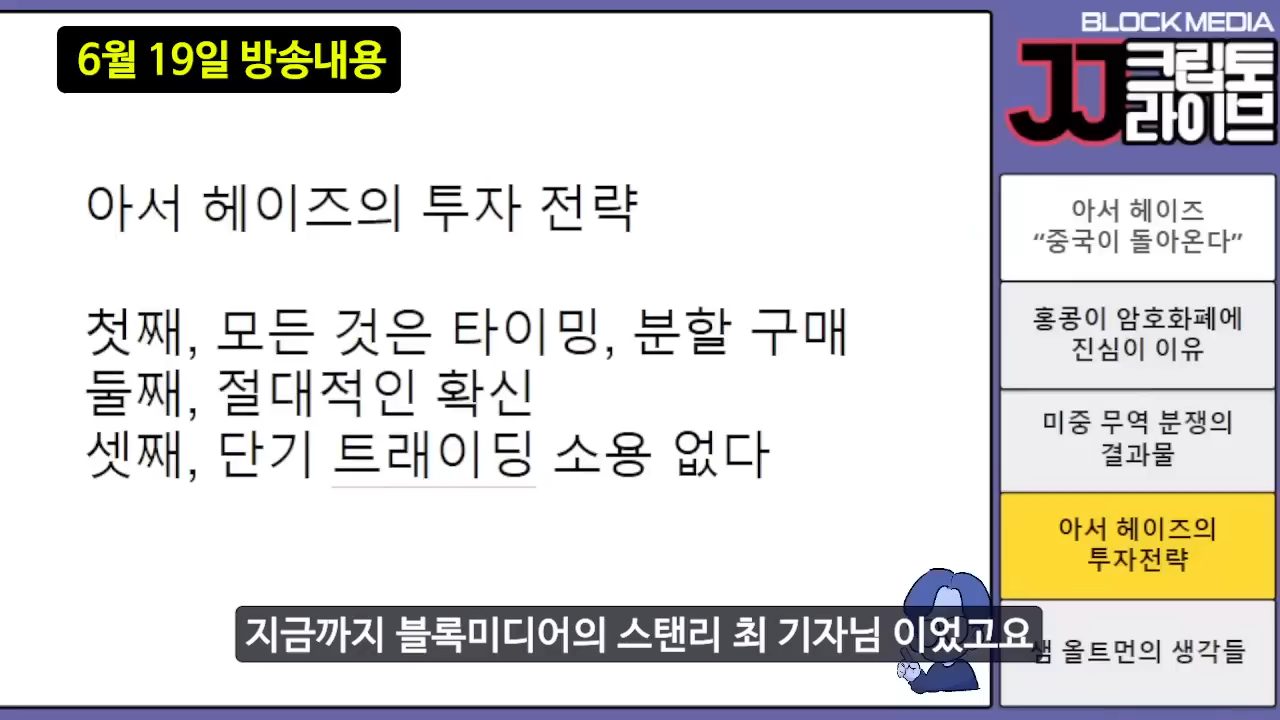 6월 19일 방송내용
아서 헤이즈의 투자 전략
첫째, 모든 것은 타이밍, 분할 구매
둘째, 절대적인 확신
셋째, 단기 트래이딩 소용 없다
지금까지 블록미디어의 스탠리 최 기자님 이었고요
BLOCKMEDIA
JJ 크립토
라이브
아서 헤이즈
“중국이 돌아온다”
홍콩이 암호화폐에
진심이 이유
미중 무역 분쟁의
결과물
아서 헤이즈의
투자전략
샘 올트먼의 생각들